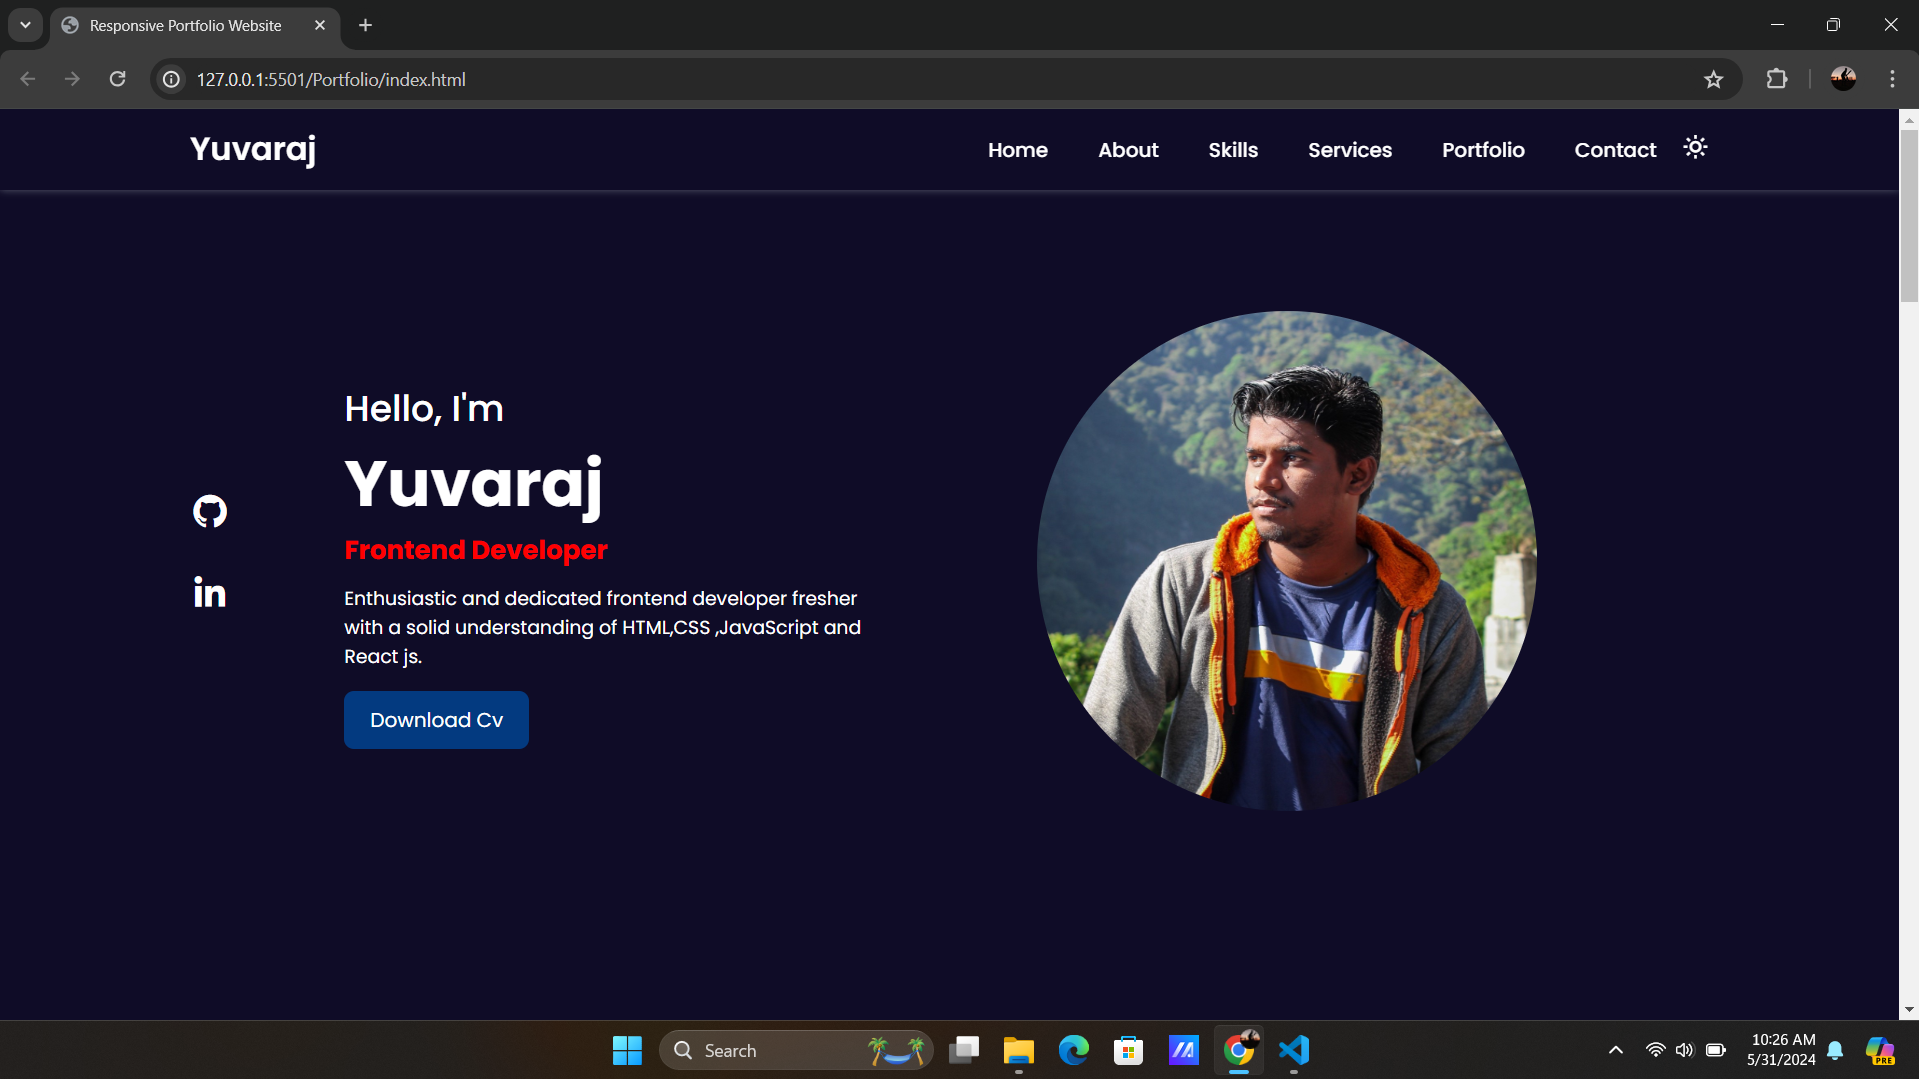 Responsive Portfolio Website
127.0.0.1:5501/Portfolio/index.html
Yuvaraj
Home About Skills Services Portfolio Contact
Hello, I'm
Yuvaraj
Frontend Developer
Enthusiastic and dedicated frontend developer fresher
with a solid understanding of HTML,CSS ,JavaScript and
React js.
Download Cv
Search
10:26 AM
5/31/2024
PRE